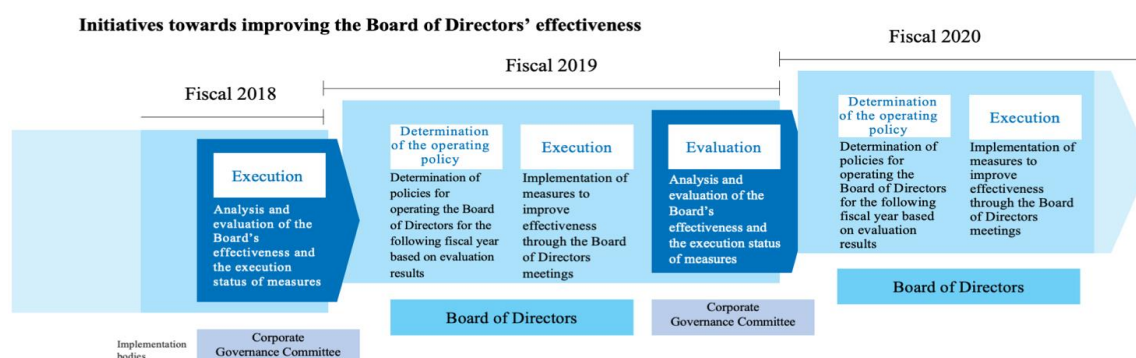 Initiatives towards improving the Board of Directors' effectiveness
Fiscal 2018
Fiscal 2019
Fiscal 2020
Execution
Analysis and
evaluation of the
Board's
effectiveness and
the execution
status of measures
Determination
of the operating
policy
Determination of
policies for
operating the Board
of Directors for the
following fiscal year
based on evaluation
results
Execution
Implementation of
measures to
improve
effectiveness
through the Board
of Directors
meetings
Evaluation
Analysis and
evaluation of the
Board's
effectiveness and
the execution status
of measures
Determination
of the operating
policy
Determination of
policies for
operating the
Board of Directors
for the following
fiscal year based
on evaluation
results
Execution
Implementation of
measures to
improve
effectiveness
through the Board
of Directors
meetings
Implementation
bodies
Corporate
Governance Committee
Board of Directors
Corporate
Governance Committee
Board of Directors